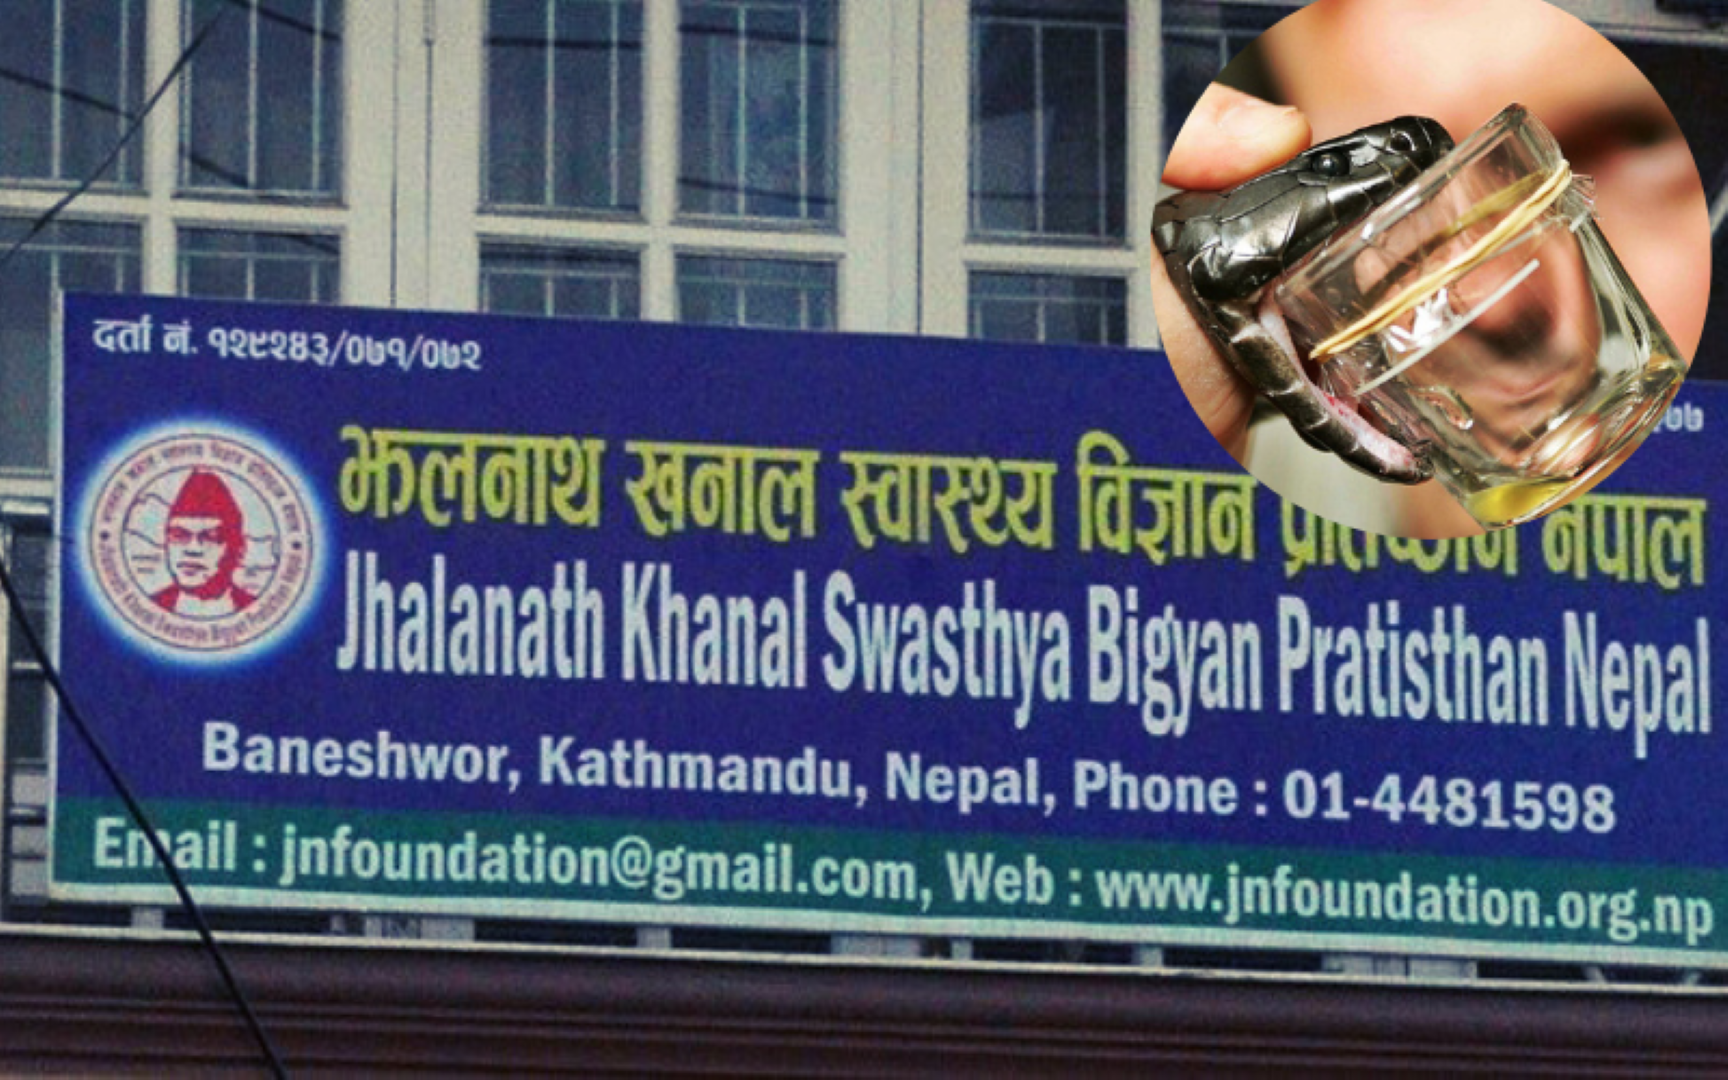 दर्ता नं. १२९२४३/०७१/०७२
झलनाथ खनाल स्वास्थ्य विज्ञान नेपाल
Jhalanath Khanal Swasthya Bigyan Pratisthan Nepal
Baneshwor, Kathmandu, Nepal, Phone : 01-4481598
Email : jnfoundation@gmail.com, Web : www.jnfoundation.org.np